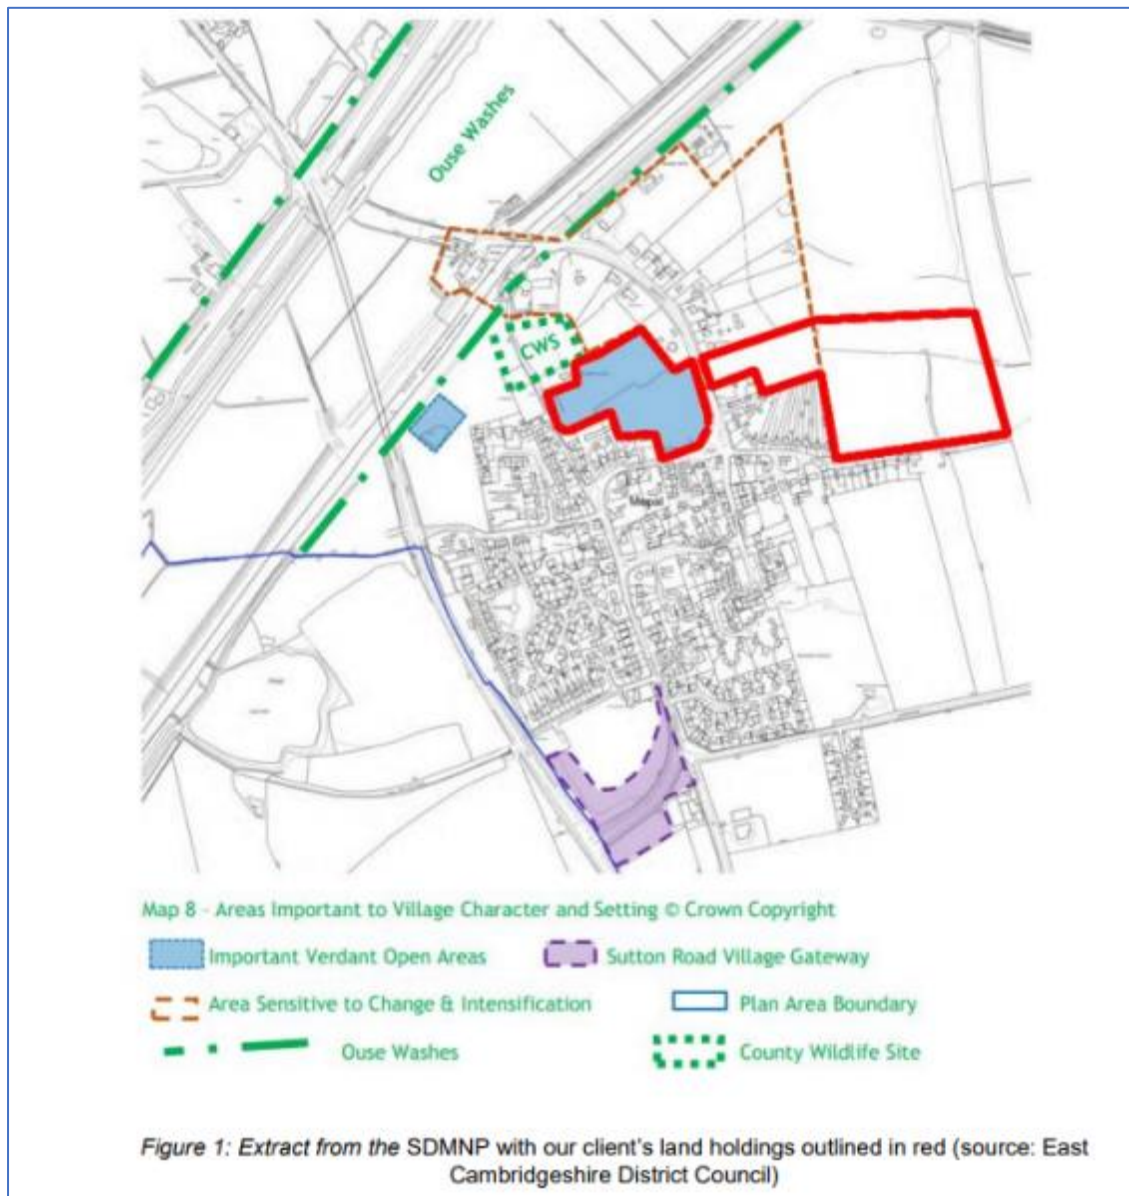 Ouse Washes
CWS
Mepal
Map 8 - Areas Important to Village Character and Setting © Crown Copyright
Important Verdant Open Areas
Sutton Road Village Gateway
Area Sensitive to Change & Intensification
Plan Area Boundary
Ouse Washes
County Wildlife Site
Figure 1: Extract from the SDMNP with our client's land holdings outlined in red (source: East
Cambridgeshire District Council)